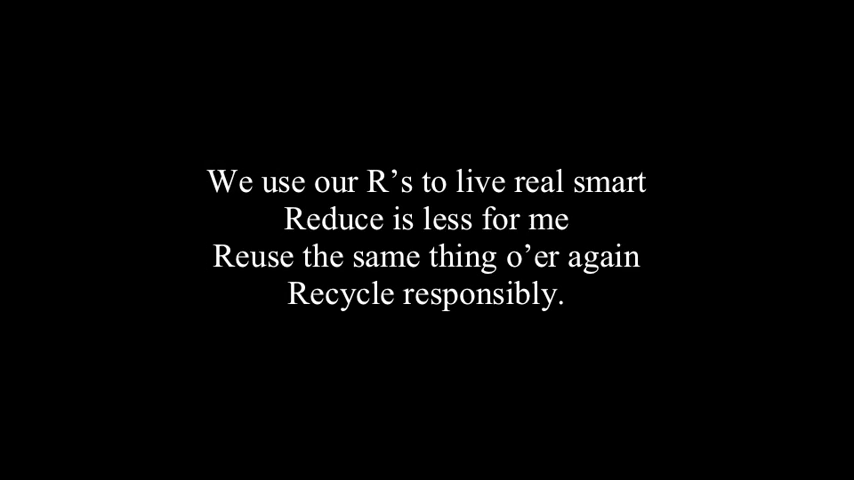 We use our R’s to live real smart
Reduce is less for me
Reuse the same thing o’er again
Recycle responsibly.